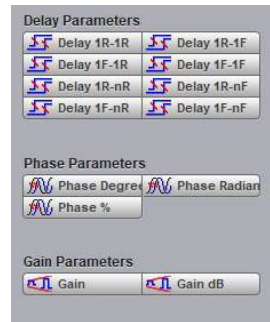 Delay Parameters
Delay 1R-1R Delay 1R-1F
Delay 1F-1R Delay 1F-1F
Delay 1R-nR Delay 1R-nF
Delay 1F-nR Delay 1F-nF
Phase Parameters
Phase Degree Phase Radian
Phase %
Gain Parameters
Gain Gain dB